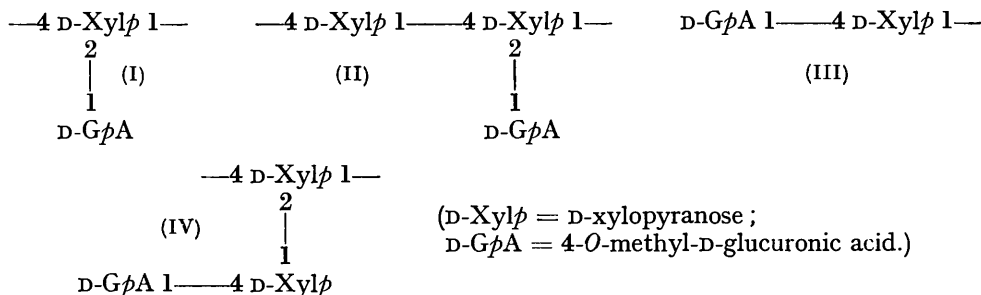 —4 D-Xylp 1— —4 D-Xylp 1——4 D-Xylp 1— D-GpA 1——4 D-Xylp 1—
2 2
(I) (II) (III)
1 1
D-GpA D-GpA
—4 D-Xylp 1—
2
(IV) (D-Xylp = D-xylopyranose;
1 D-GpA = 4-O-methyl-D-glucuronic acid.)
D-GpA 1——4 D-Xylp